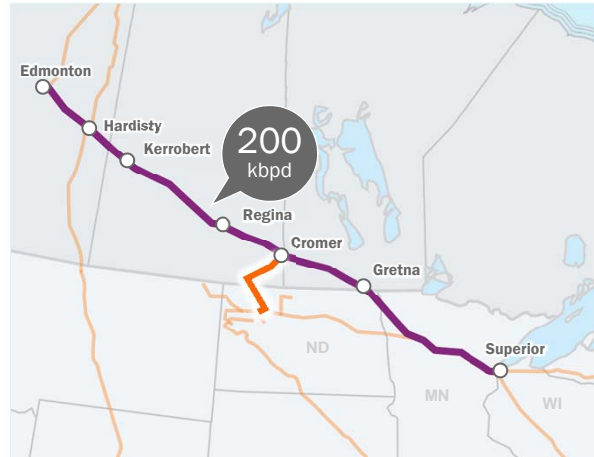 Edmonton
Hardisty
200
kbpd
Kerrobert
Regina
Cromer
Gretna
ND
Superior
MN
WI